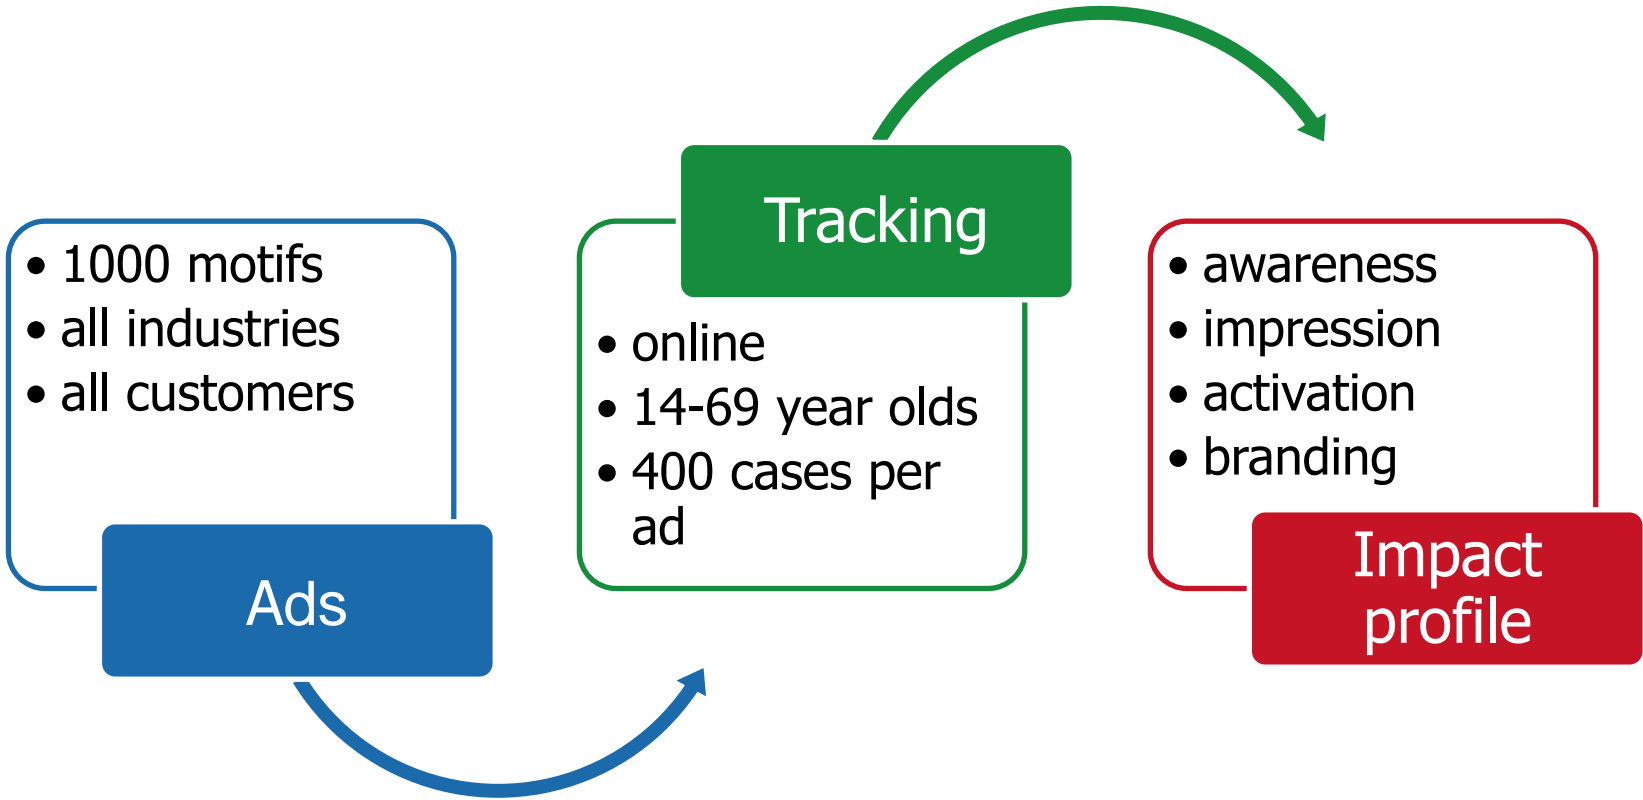 • 1000 motifs
• all industries
• all customers
Ads
Tracking
• online
• 14-69 year olds
• 400 cases per
ad
• awareness
• impression
• activation
• branding
Impact
profile